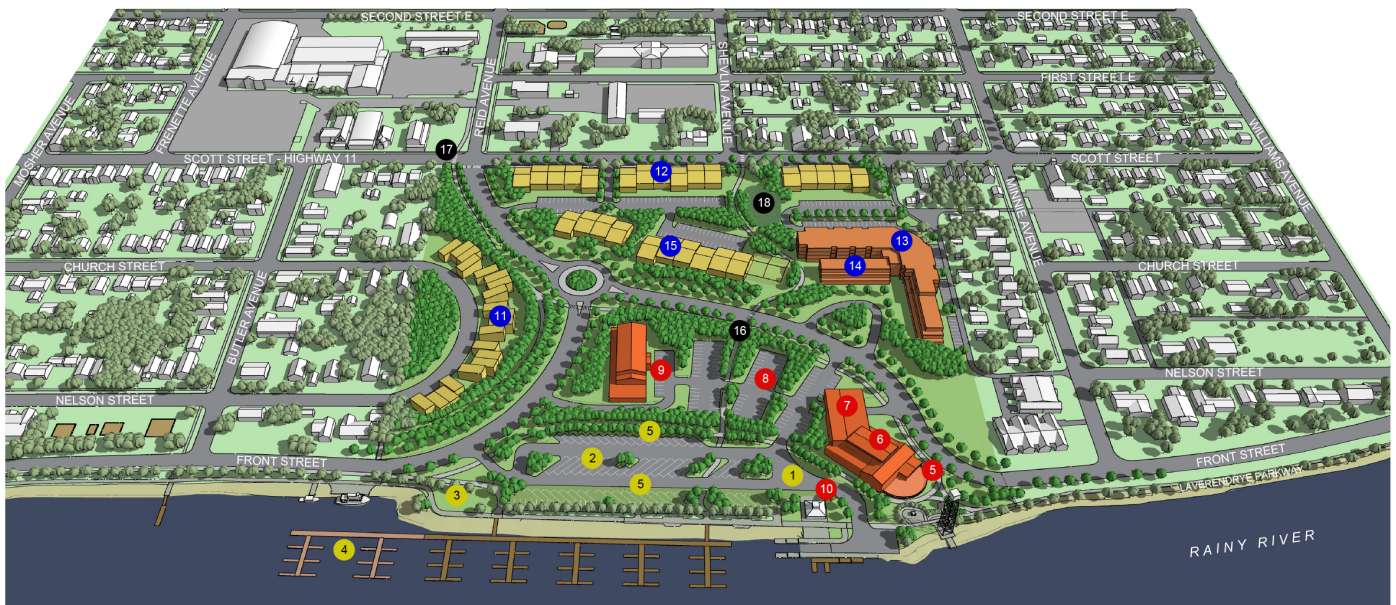 SECOND STREET E
SECOND STREET E
FIRST STREET E
MOSHER AVENUE
FRENETTE AVENUE
REID AVENUE
SHEVLIN AVENUE
WILLIAMS AVENUE
17
SCOTT STREET - HIGHWAY 11
SCOTT STREET
12
18
MINNIE AVENUE
13
15
14
CHURCH STREET
CHURCH STREET
BUTLER AVENUE
11
16
9
8
NELSON STREET
NELSON STREET
7
5
6
2
FRONT STREET
FRONT STREET
5
1
LAVERENDRYE PARKWAY
5
10
3
4
RAINY RIVER